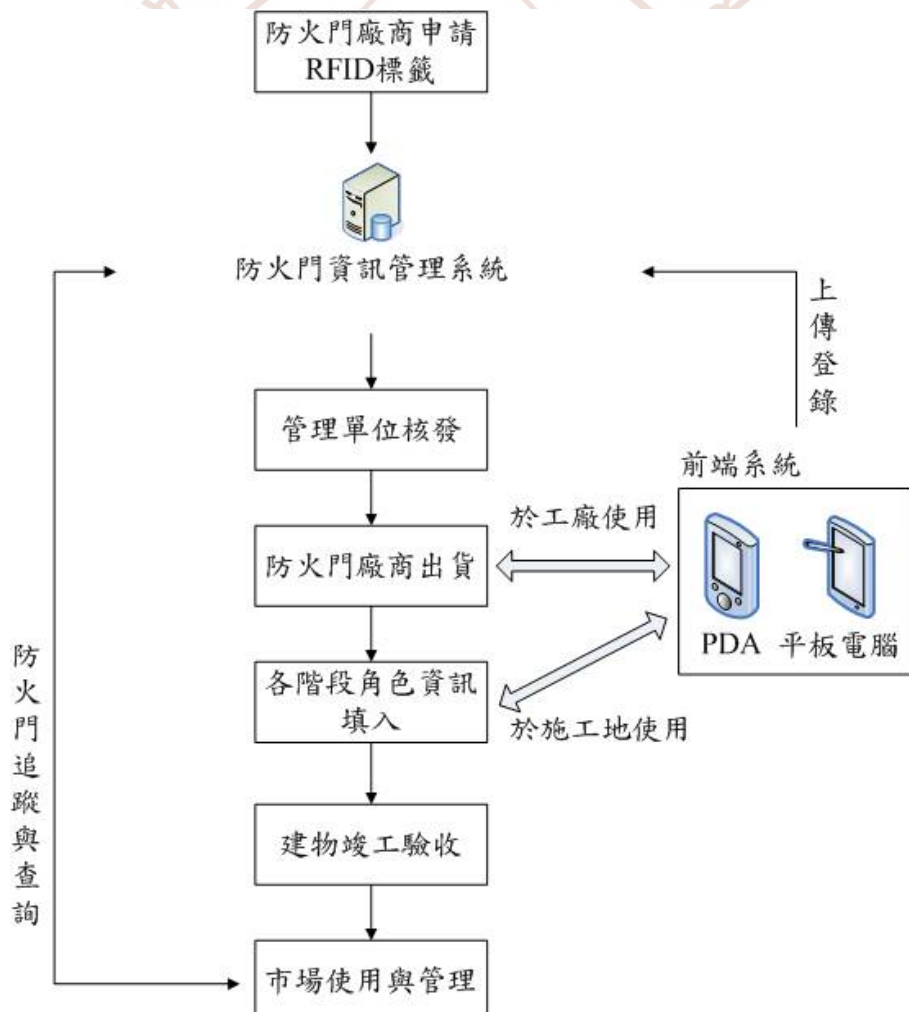 防火門廠商申請
RFID標籤
防火門資訊管理系統
上傳登錄
管理單位核發
前端系統
於工廠使用
防火門廠商出貨
PDA
平板電腦
各階段角色資訊
填入
於施工地使用
防火門追蹤與查詢
建物竣工驗收
市場使用與管理